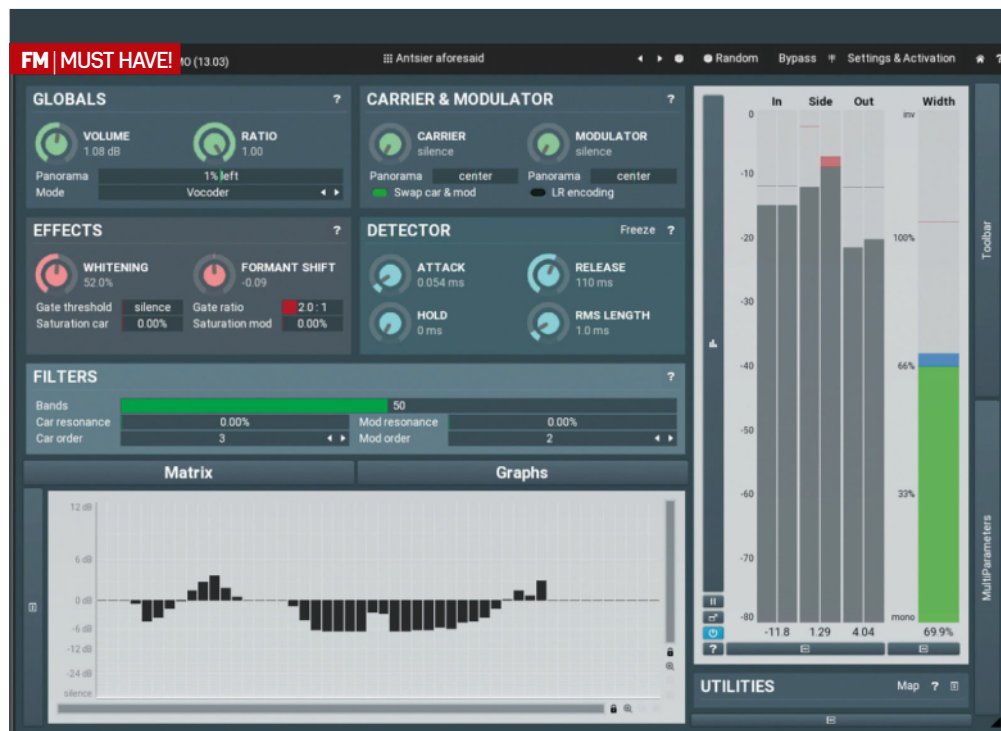 FM | MUST HAVE!
(13.03)
Antsier aforesaid
Random Bypass Settings & Activation ?
GLOBALS ?
VOLUME
1.08 dB
RATIO
1.00
Panorama 1% left
Mode Vocoder
CARRIER & MODULATOR ?
CARRIER
silence
MODULATOR
silence
Panorama center Panorama center
Swap car & mod LR encoding
EFFECTS ?
WHITENING
52.0%
FORMANT SHIFT
-0.09
Gate threshold silence Gate ratio 2.0 : 1
Saturation car 0.00% Saturation mod 0.00%
DETECTOR Freeze ?
ATTACK
0.054 ms
RELEASE
110 ms
HOLD
0 ms
RMS LENGTH
1.0 ms
FILTERS ?
Bands 50
Car resonance 0.00% Mod resonance 0.00%
Car order 3 Mod order 2
Matrix Graphs
12 dB
6 dB
0 dB
-6 dB
-12 dB
-24 dB
silence
In Side Out Width
0 inv
-10
-20 100%
-30
-40 66%
-50
-60 33%
-70
-80 mono
-11.8 1.29 4.04 69.9%
?
UTILITIES Map ?
Toolbar
MultiParameters